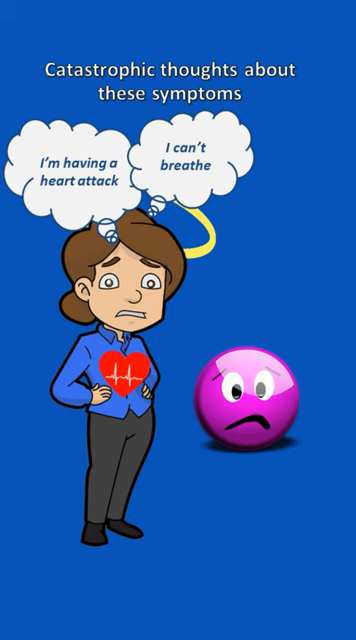 Catastrophic thoughts about
these symptoms
I'm having a
heart attack
I can't
breathe